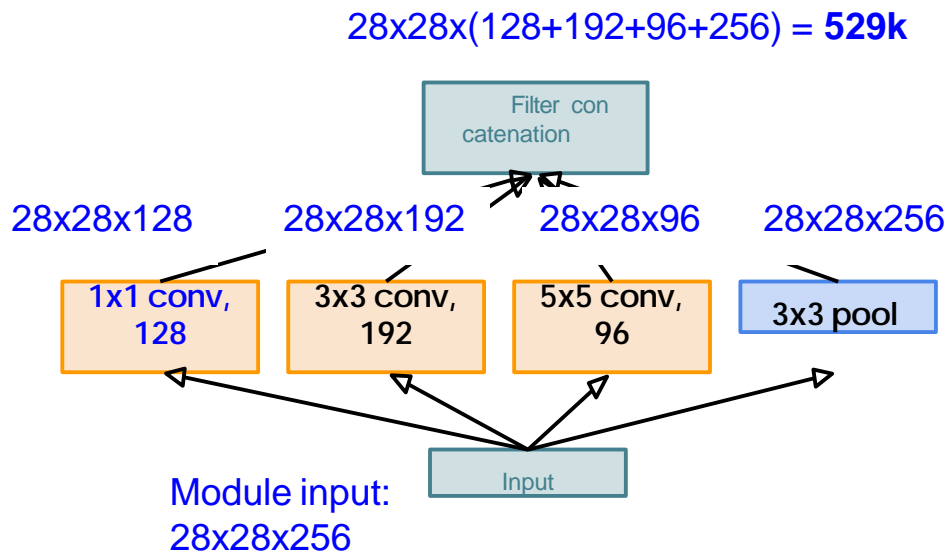 28x28x(128+192+96+256) = 529k
Filter con
catenation
28x28x128
28x28x192
28x28x96
28x28x256
1x1 conv,
128
3x3 conv,
192
5x5 conv,
96
3x3 pool
Input
Module input:
28x28x256